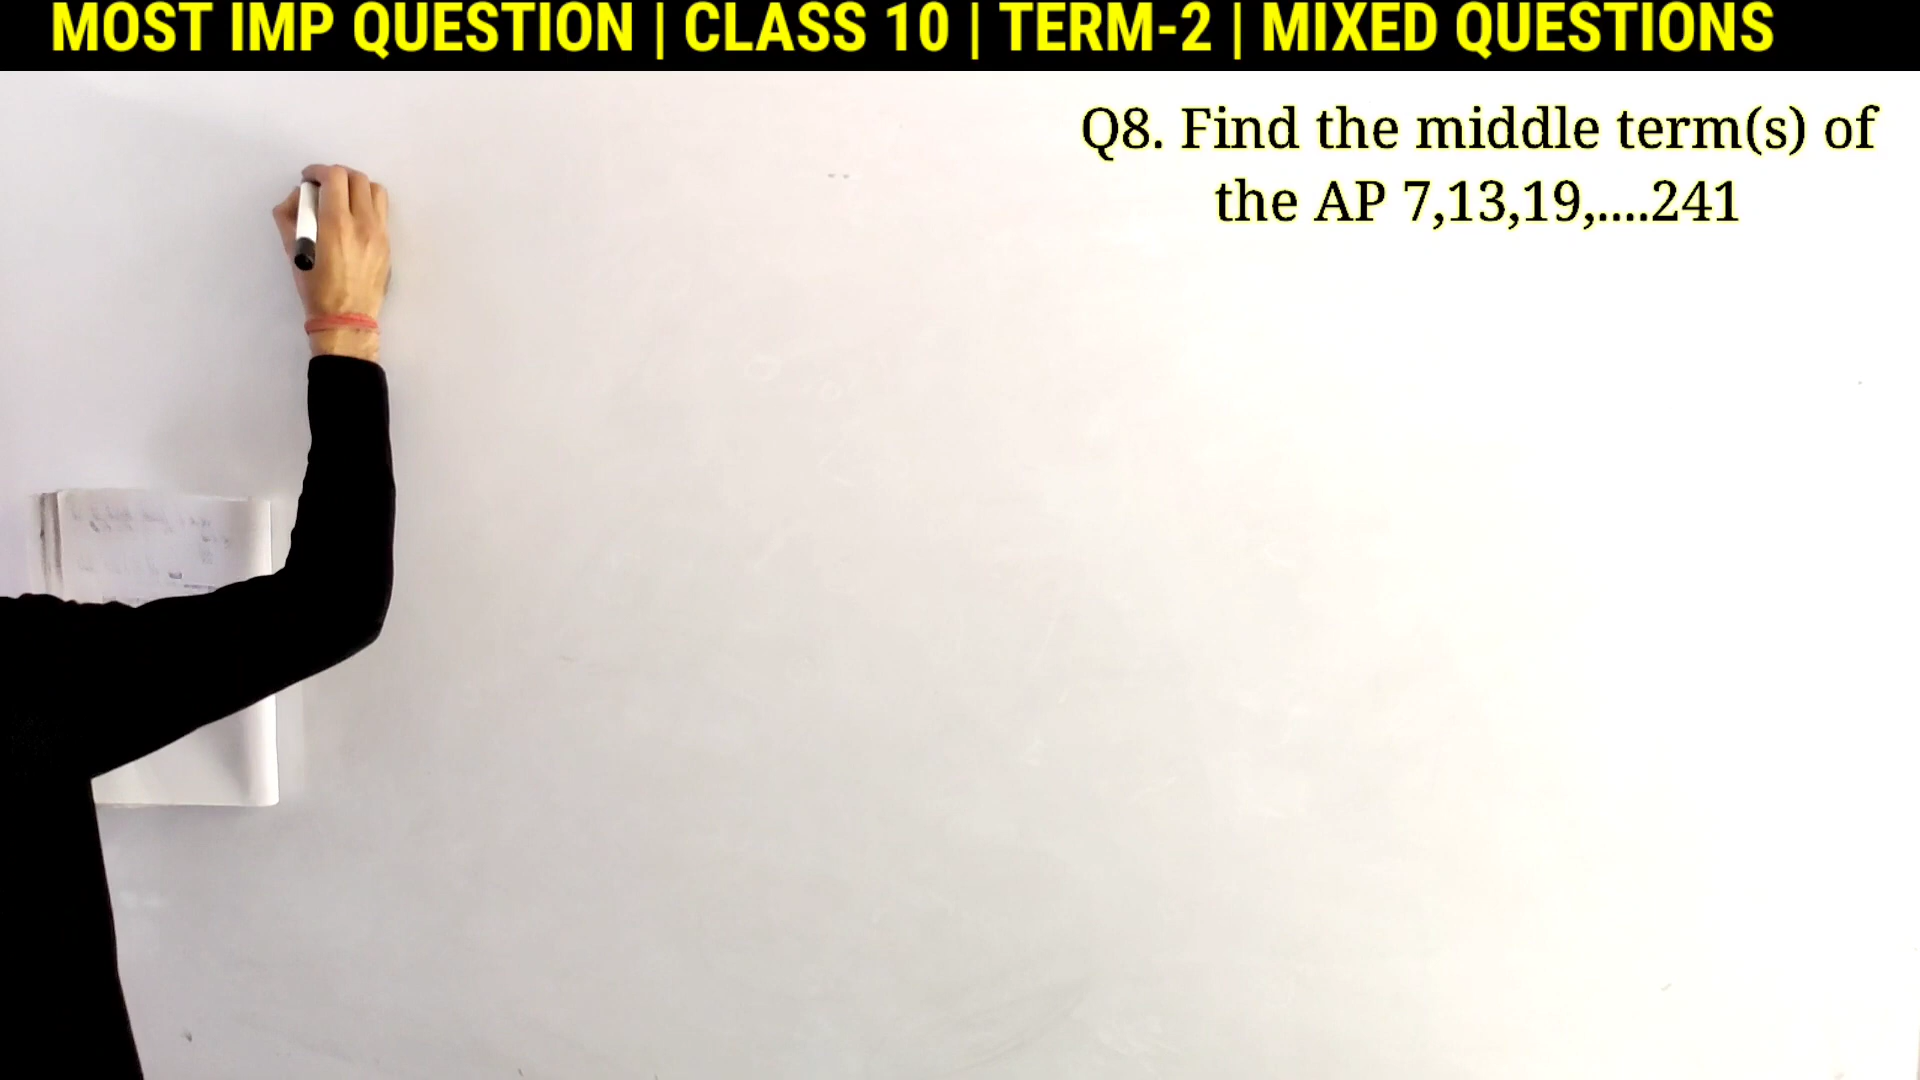 MOST IMP QUESTION | CLASS 10 | TERM-2 | MIXED QUESTIONS
Q8. Find the middle term(s) of
the AP 7,13,19,....241